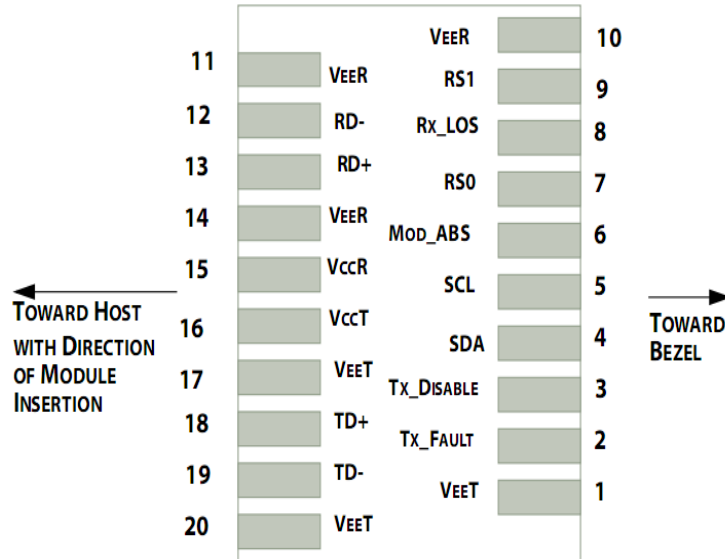 VEER 10
11 VEER
RS1 9
12 RD-
RX_LOS 8
13 RD+
RS0 7
14 VEER
MOD_ABS 6
15 VCCR
SCL 5
TOWARD HOST
WITH DIRECTION
OF MODULE
INSERTION
TOWARD
BEZEL
16 VCCT
SDA 4
17 VEET
TX_DISABLE 3
18 TD+
TX_FAULT 2
19 TD-
VEET 1
20 VEET